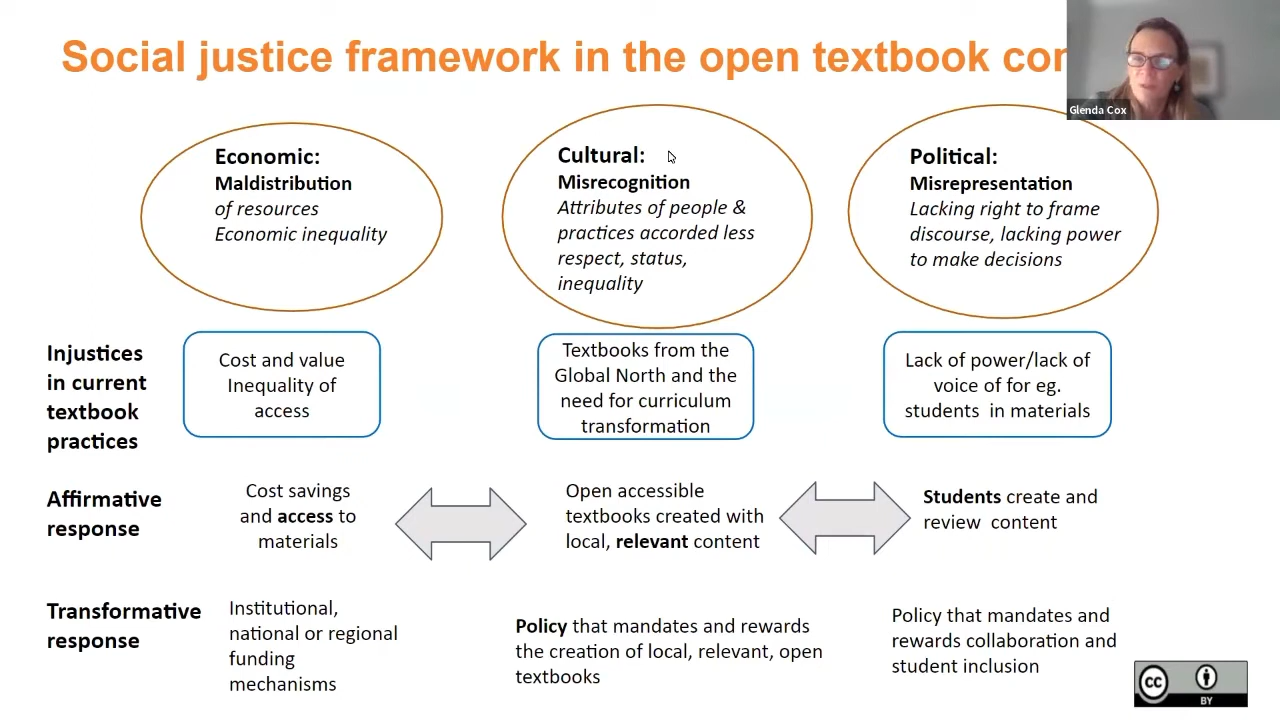 Social justice framework in the open textbook
Glenda Cox
Economic:
Maldistribution
of resources
Economic inequality
Cultural:
Misrecognition
Attributes of people &
practices accorded less
respect, status,
inequality
Political:
Misrepresentation
Lacking right to frame
discourse, lacking power
to make decisions
Injustices
in current
textbook
practices
Cost and value
Inequality of
access
Textbooks from the
Global North and the
need for curriculum
transformation
Lack of power/lack of
voice of for eg.
students in materials
Affirmative
response
Cost savings
and access to
materials
Open accessible
textbooks created with
local, relevant content
Students create and
review content
Transformative
response
Institutional,
national or regional
funding
mechanisms
Policy that mandates and rewards
the creation of local, relevant, open
textbooks
Policy that mandates and
rewards collaboration and
student inclusion
cc
BY